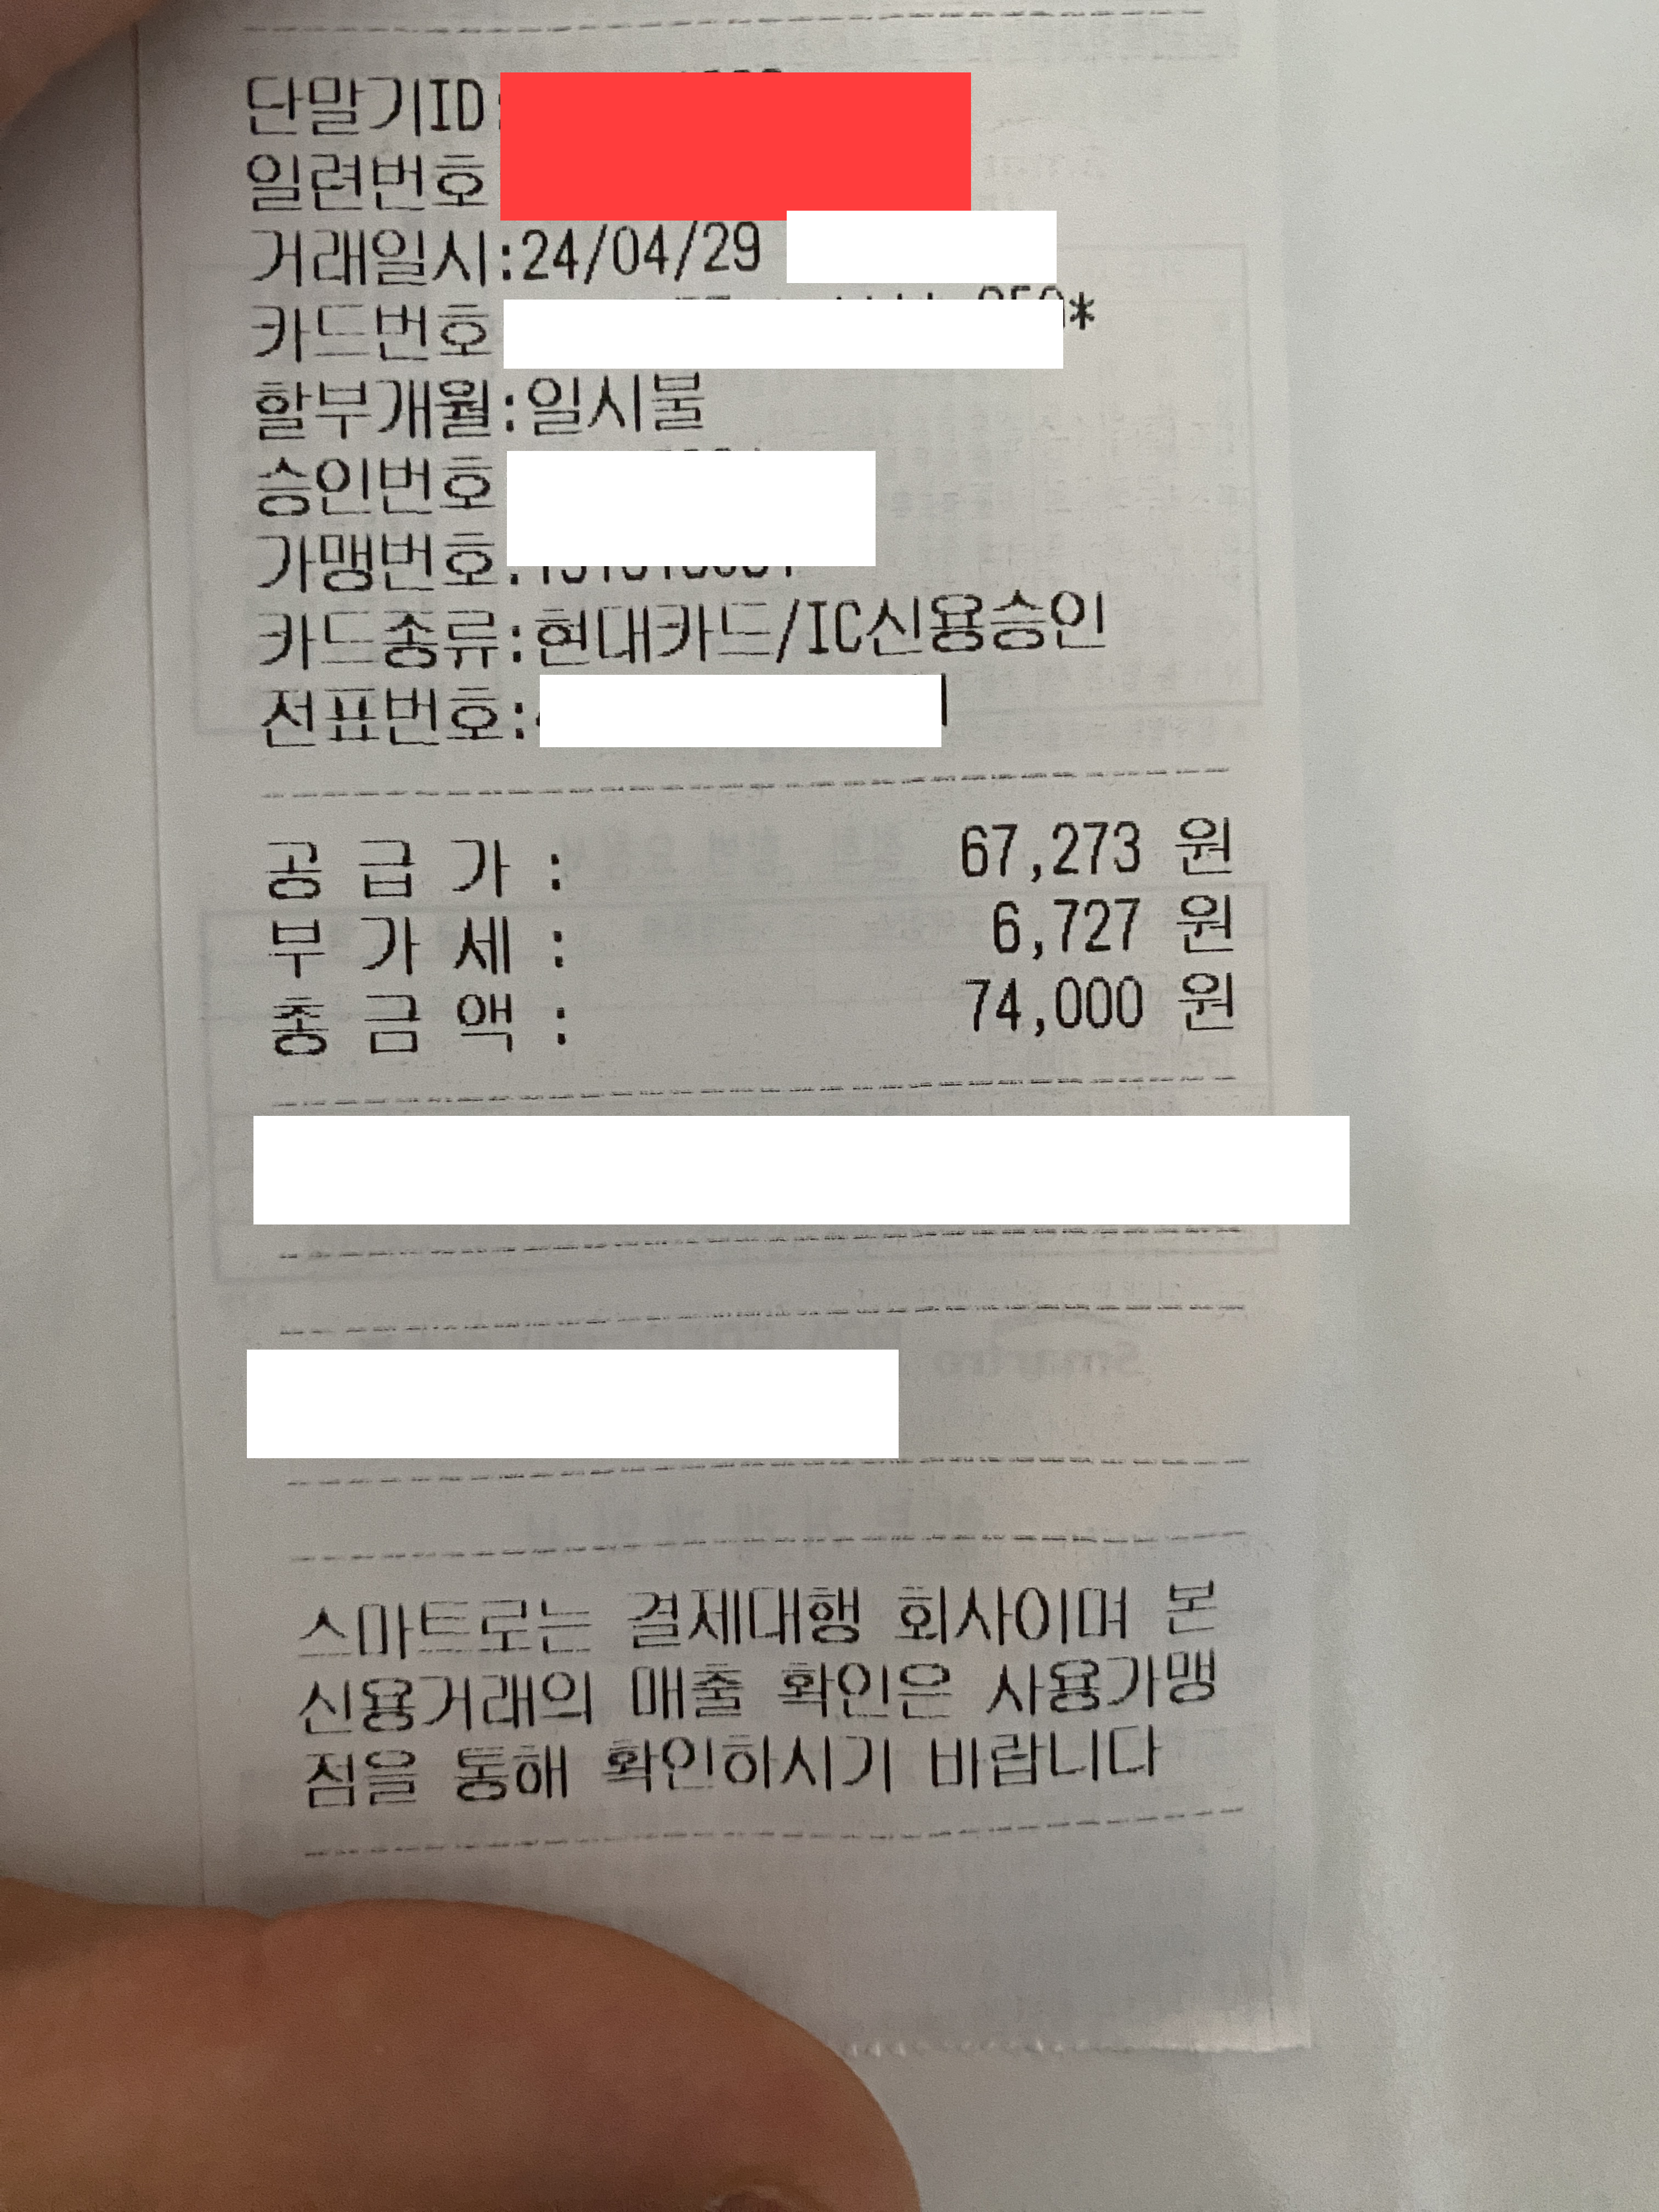 단말기ID:
일련번호
거래일시:24/04/29
카드번호 *
할부개월:일시불
승인번호
가맹번호:
카드종류:현대카드/IC신용승인
전표번호:
공 급 가 : 67,273 원
부 가 세 : 6,727 원
총 금 액 : 74,000 원
스마트로는 결제대행 회사이며 본
신용거래의 매출 확인은 사용가맹
점을 통해 확인하시기 바랍니다